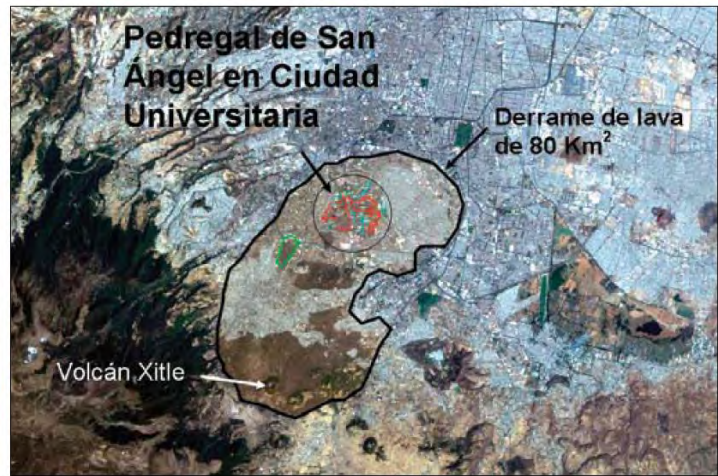 Pedregal de San
Ángel en Ciudad
Universitaria
Derrame de lava
de 80 Km²
Volcán Xitle